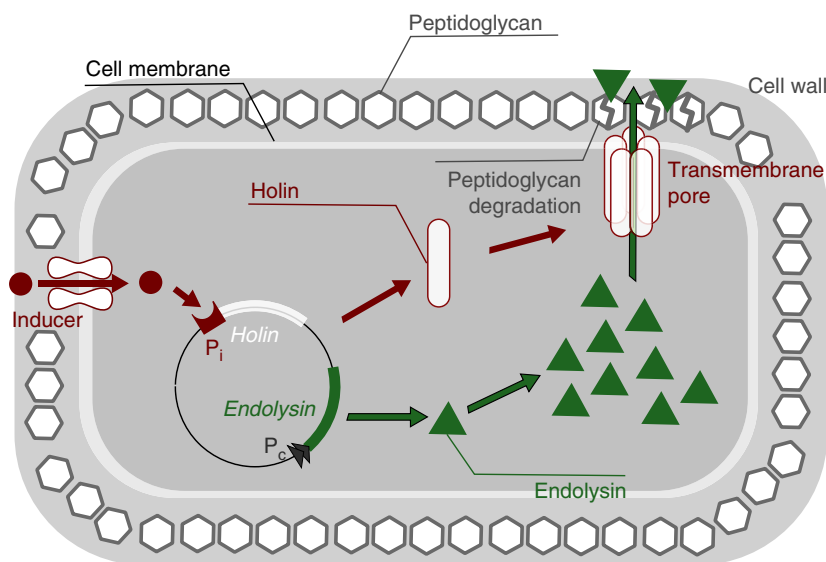 Peptidoglycan
Cell membrane
Cell wall
Peptidoglycan
degradation
Transmembrane
pore
Holin
Inducer
Holin
Pi
Endolysin
Pc
Endolysin